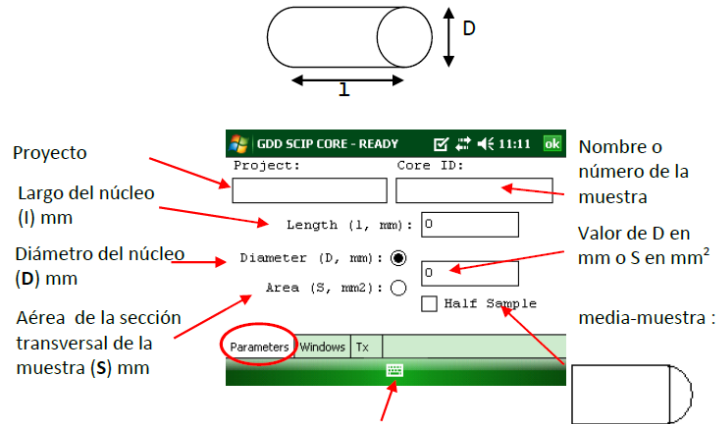 D
l
Proyecto
Largo del núcleo
(l) mm
Diámetro del núcleo
(D) mm
Aérea de la sección
transversal de la
muestra (S) mm
GDD SCIP CORE - READY 11:11 ok
Project: Core ID:
Length (l, mm): 0
Diameter (D, mm):
0
Area (S, mm2):
Half Sample
Parameters Windows Tx
Nombre o
número de la
muestra
Valor de D en
mm o S en mm²
media-muestra :